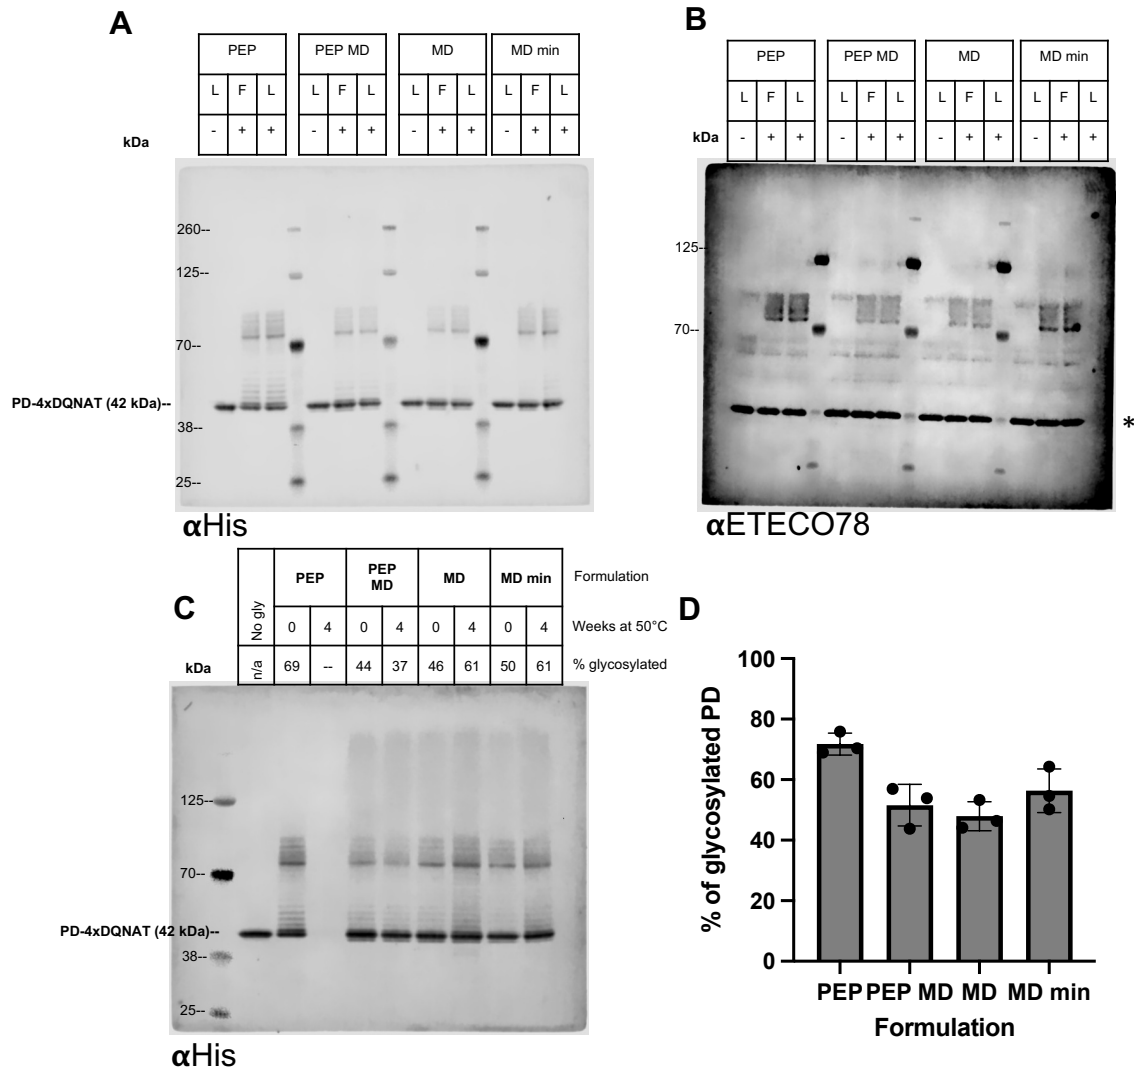 A
PEP PEP MD MD MD min
L F L L F L L F L L F L
- + + - + + - + + - + +
kDa
260--
125--
70--
PD-4xDQNAT (42 kDa)--
38--
25--
αHis
B
PEP PEP MD MD MD min
L F L L F L L F L L F L
- + + - + + - + + - + +
kDa
125--
70--
*
αETECO78
C
No gly PEP PEP MD MD MD min Formulation
0 4 0 4 0 4 0 4 Weeks at 50°C
kDa n/a 69 -- 44 37 46 61 50 61 % glycosylated
125--
70--
PD-4xDQNAT (42 kDa)--
38--
25--
αHis
D
% of glycosylated PD
100
80
60
40
20
0
PEP PEP MD MD MD min
Formulation